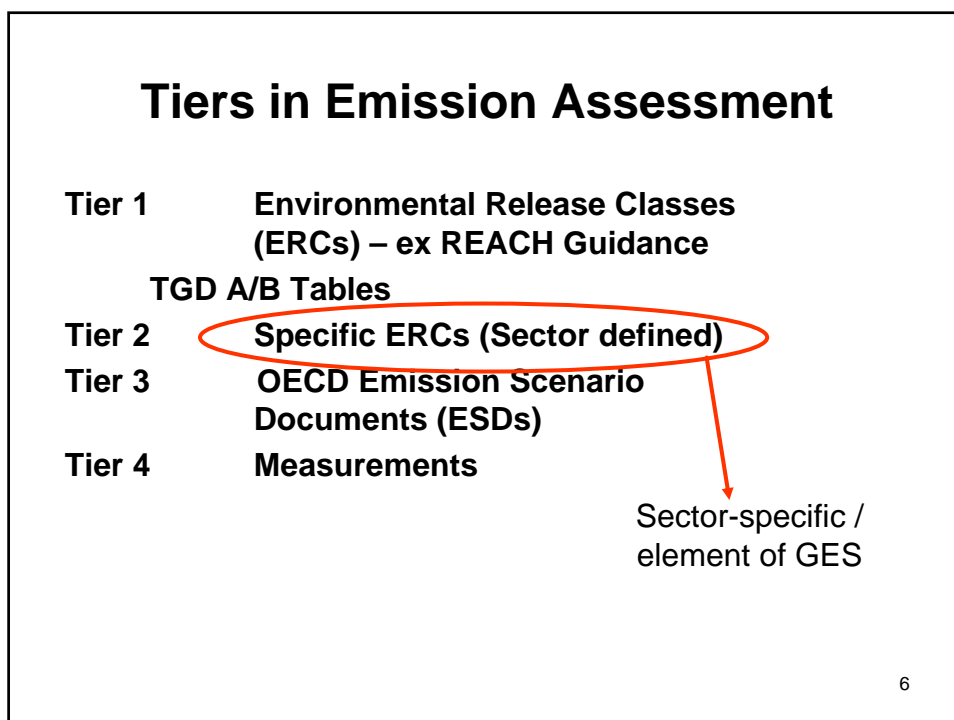 Tiers in Emission Assessment
Tier 1 Environmental Release Classes
(ERCs) – ex REACH Guidance
TGD A/B Tables
Tier 2 Specific ERCs (Sector defined)
Tier 3 OECD Emission Scenario
Documents (ESDs)
Tier 4 Measurements
Sector-specific /
element of GES
6